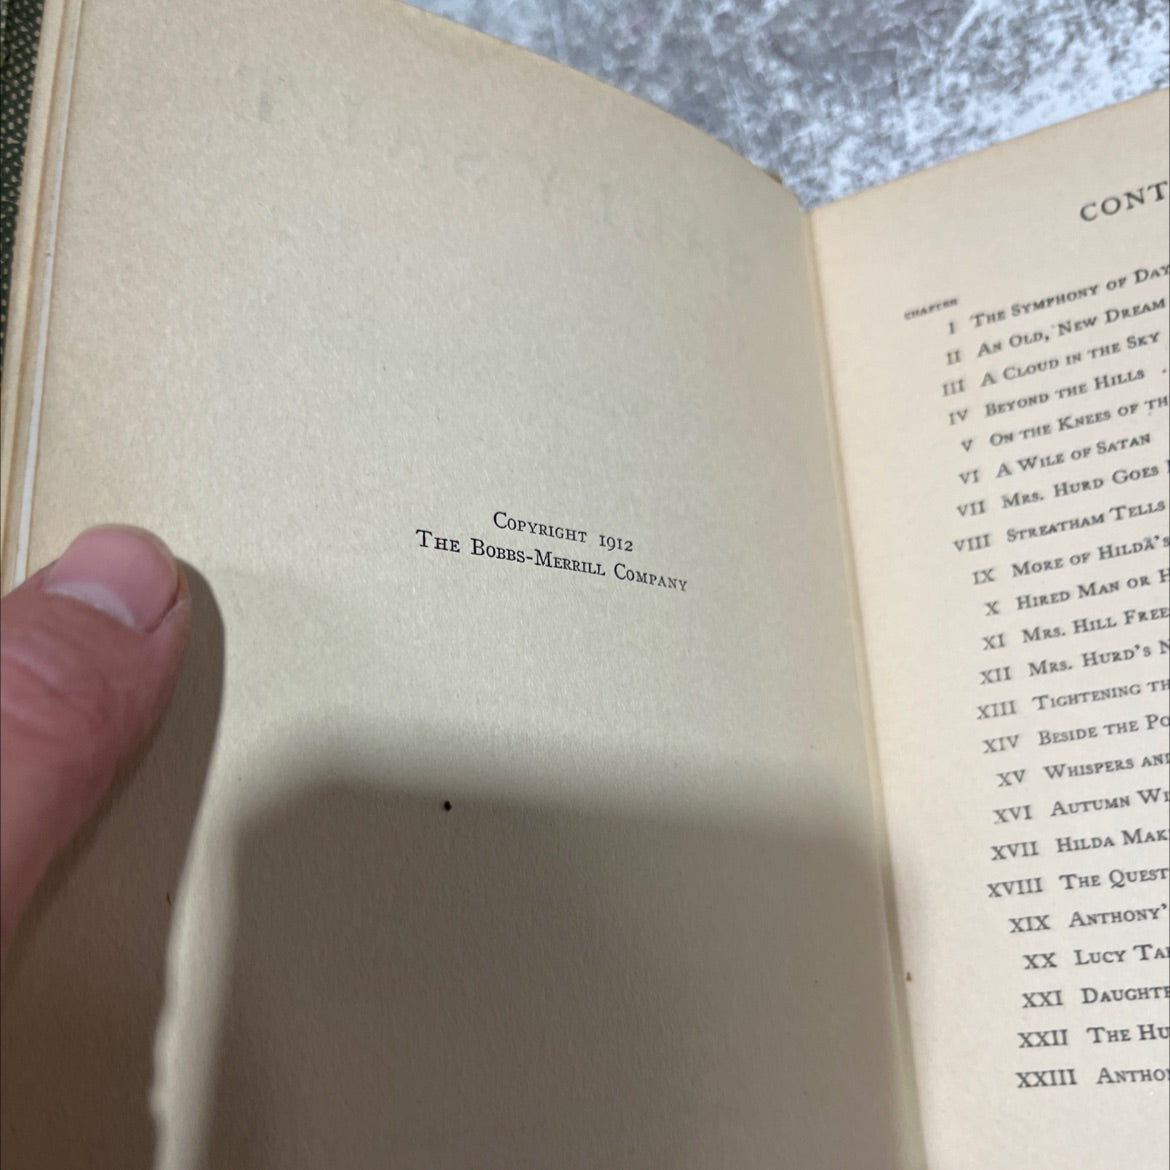 COPYRIGHT 1912
THE BOBBS-MERRILL COMPANY
CONT
CHAPTER
I THE SYMPHONY OF DAY
II AN OLD, NEW DREAM
III A CLOUD IN THE SKY
IV BEYOND THE HILLS .
V ON THE KNEES OF TH
VI A WILE OF SATAN
VII MRS. HURD GOES
VIII STREATHAM TELLS
IX MORE OF HILDA'S
X HIRED MAN OR H
XI MRS. HILL FREE
XII MRS. HURD'S N
XIII TIGHTENING TH
XIV BESIDE THE PO
XV WHISPERS AND
XVI AUTUMN WI
XVII HILDA MAK
XVIII THE QUEST
XIX ANTHONY'
XX LUCY TA
XXI DAUGHTE
XXII THE HU
XXIII ANTHO